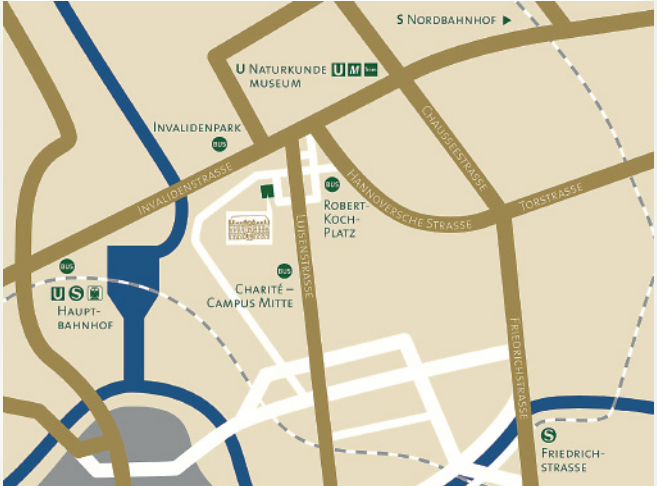 S NORDBAHNHOF
U NATURKUNDE
MUSEUM
U M
INVALIDENPARK
BUS
CHAUSSEESTRASSE
INVALIDENSTRASSE
HANNOVERSCHE STRASSE
TORSTRASSE
BUS
ROBERT-
KOCH-
PLATZ
LUISENSTRASSE
BUS
CHARITÉ –
CAMPUS MITTE
BUS
U S
HAUPT-
BAHNHOF
FRIEDRICHSTRASSE
S
FRIEDRICH-
STRASSE